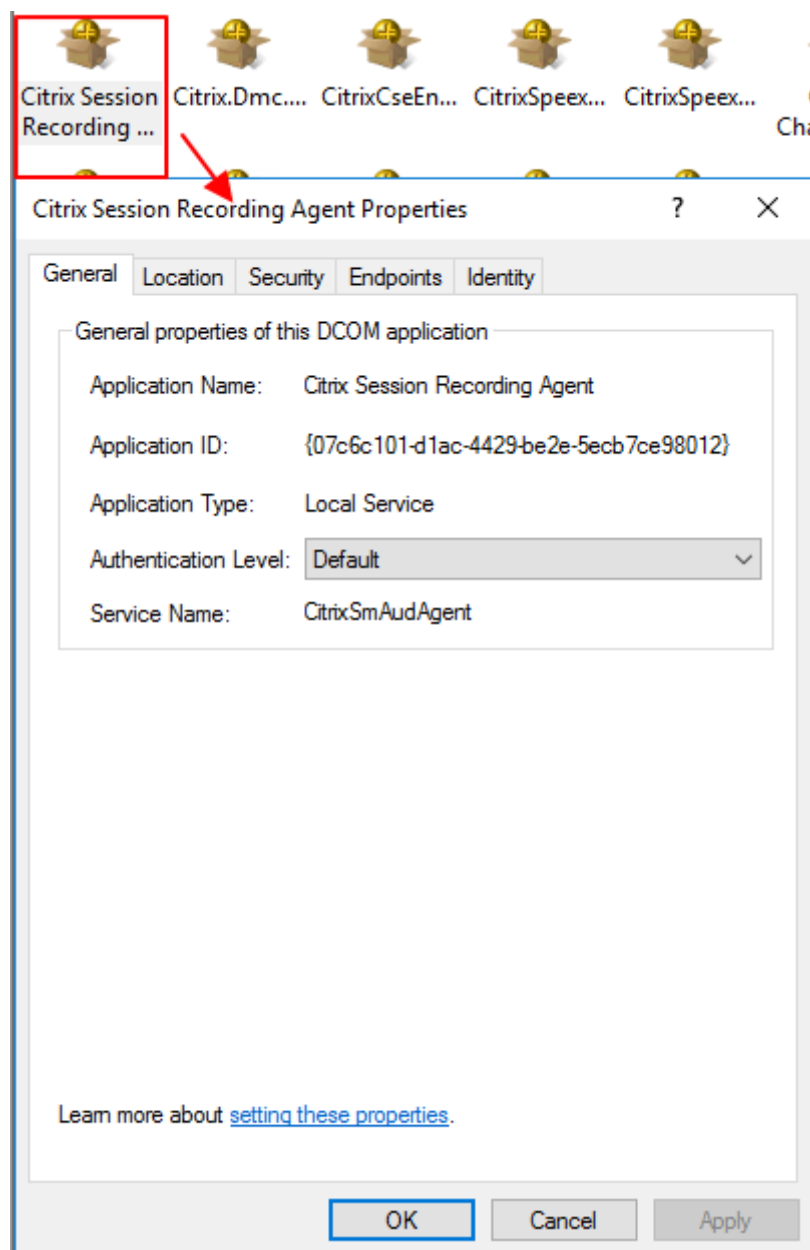 Citrix Session Recording ...
Citrix.Dmc....
CitrixCseEn...
CitrixSpeex...
CitrixSpeex...
Cha
Citrix Session Recording Agent Properties
?
General
Location
Security
Endpoints
Identity
General properties of this DCOM application
Application Name: Citrix Session Recording Agent
Application ID: {07c6c101-d1ac-4429-be2e-5ecb7ce98012}
Application Type: Local Service
Authentication Level: Default
Service Name: CitrixSmAudAgent
Learn more about setting these properties.
OK
Cancel
Apply